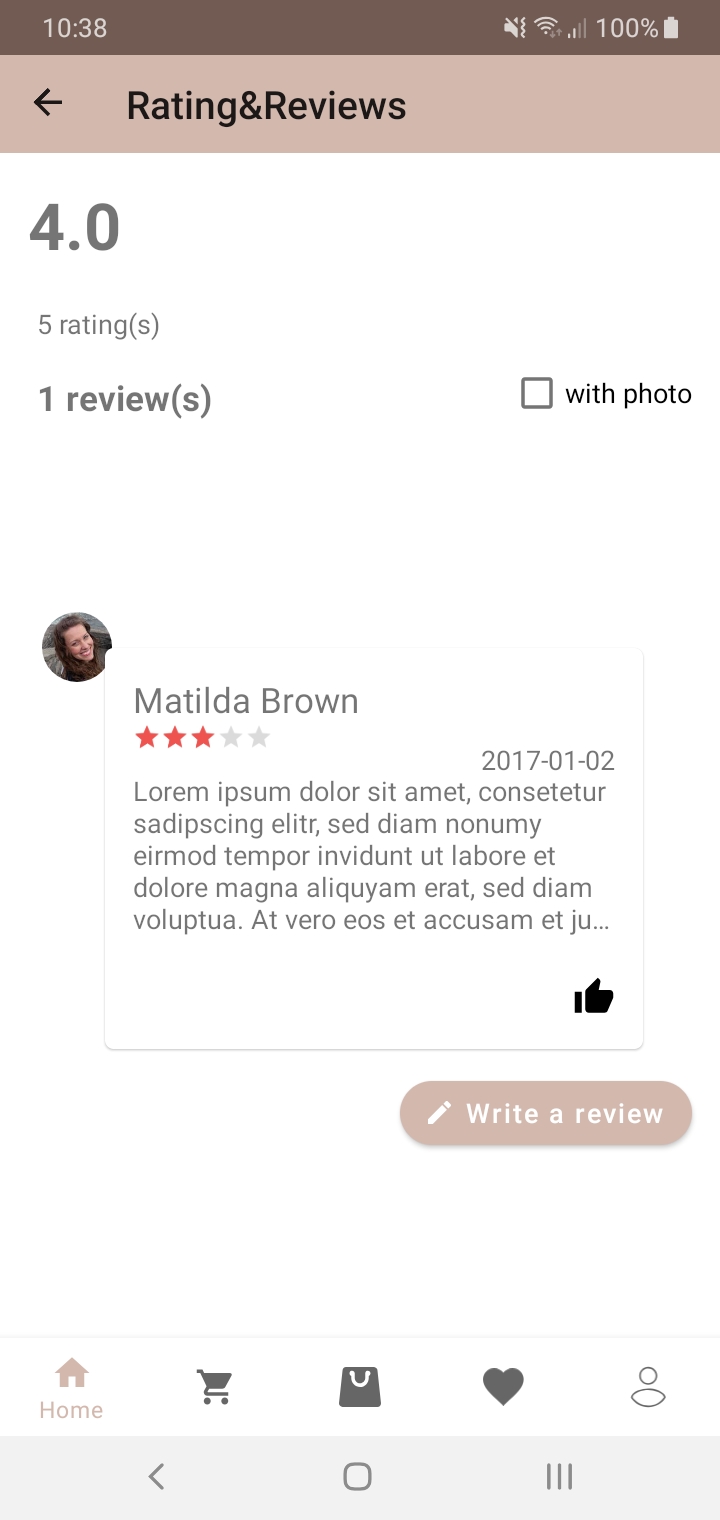 10:38
100%
Rating&Reviews
4.0
5 rating(s)
1 review(s)
with photo
Matilda Brown
2017-01-02
Lorem ipsum dolor sit amet, consetetur
sadipscing elitr, sed diam nonumy
eirmod tempor invidunt ut labore et
dolore magna aliquyam erat, sed diam
voluptua. At vero eos et accusam et ju...
Write a review
Home